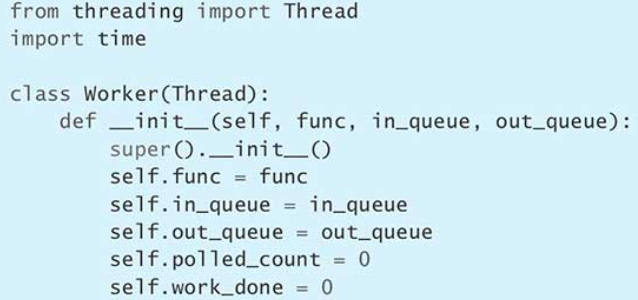 from threading import Thread
import time

class Worker(Thread):
    def __init__(self, func, in_queue, out_queue):
        super().__init__()
        self.func = func
        self.in_queue = in_queue
        self.out_queue = out_queue
        self.polled_count = 0
        self.work_done = 0